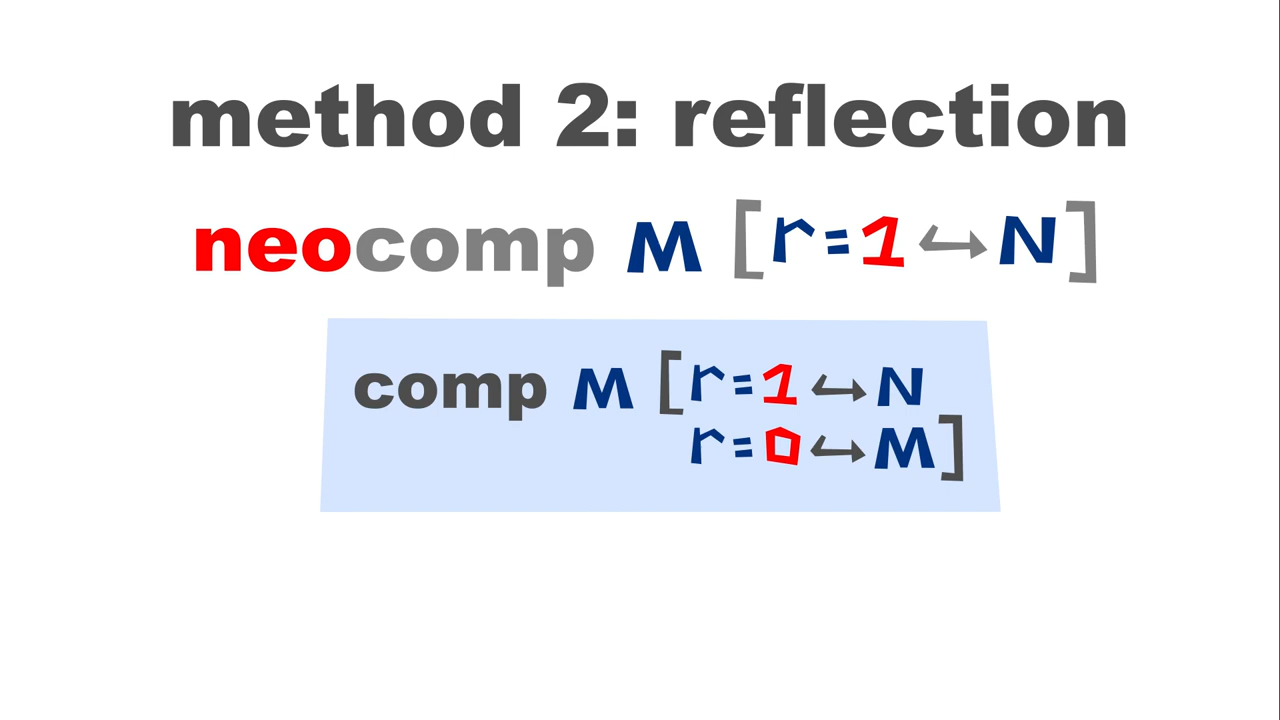 method 2: reflection
neocomp M [r=1↪N]
comp M [r=1↪N
r=0↪M]